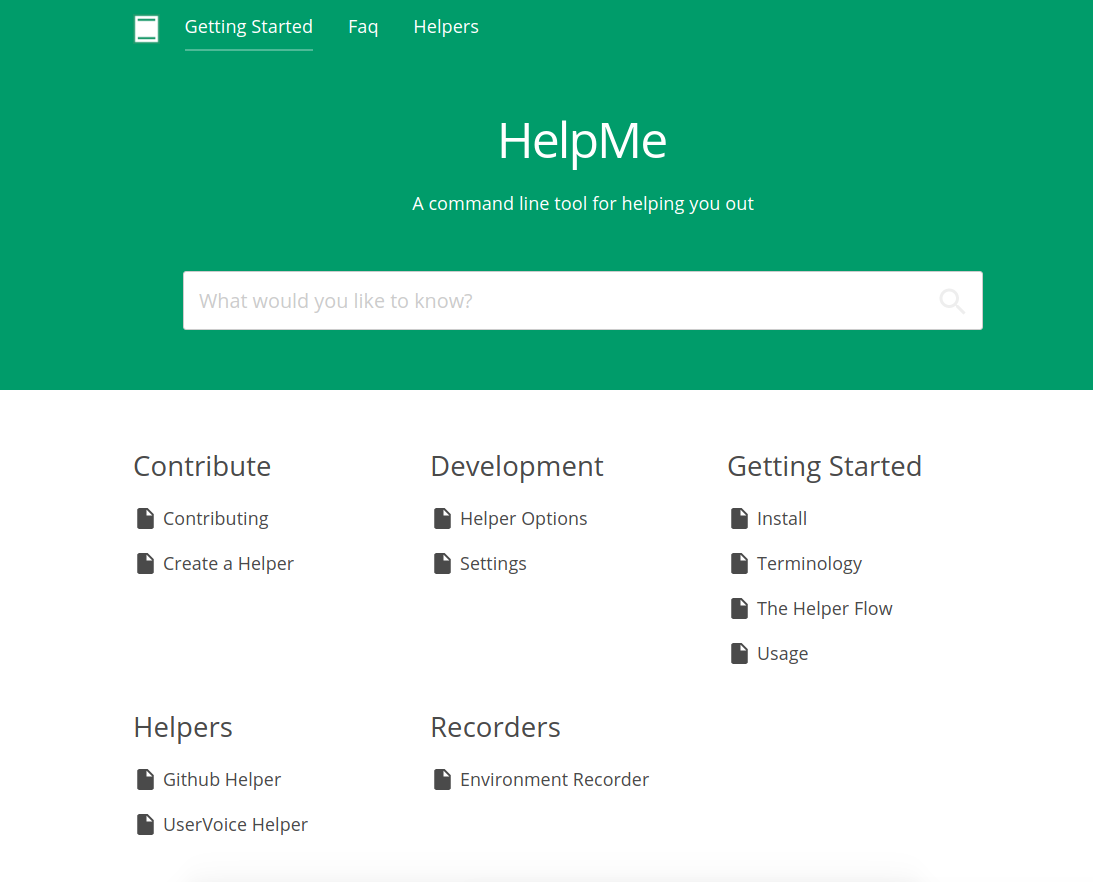 Getting Started Faq Helpers
HelpMe
A command line tool for helping you out
What would you like to know?
Contribute
Contributing
Create a Helper
Development
Helper Options
Settings
Getting Started
Install
Terminology
The Helper Flow
Usage
Helpers
Github Helper
UserVoice Helper
Recorders
Environment Recorder